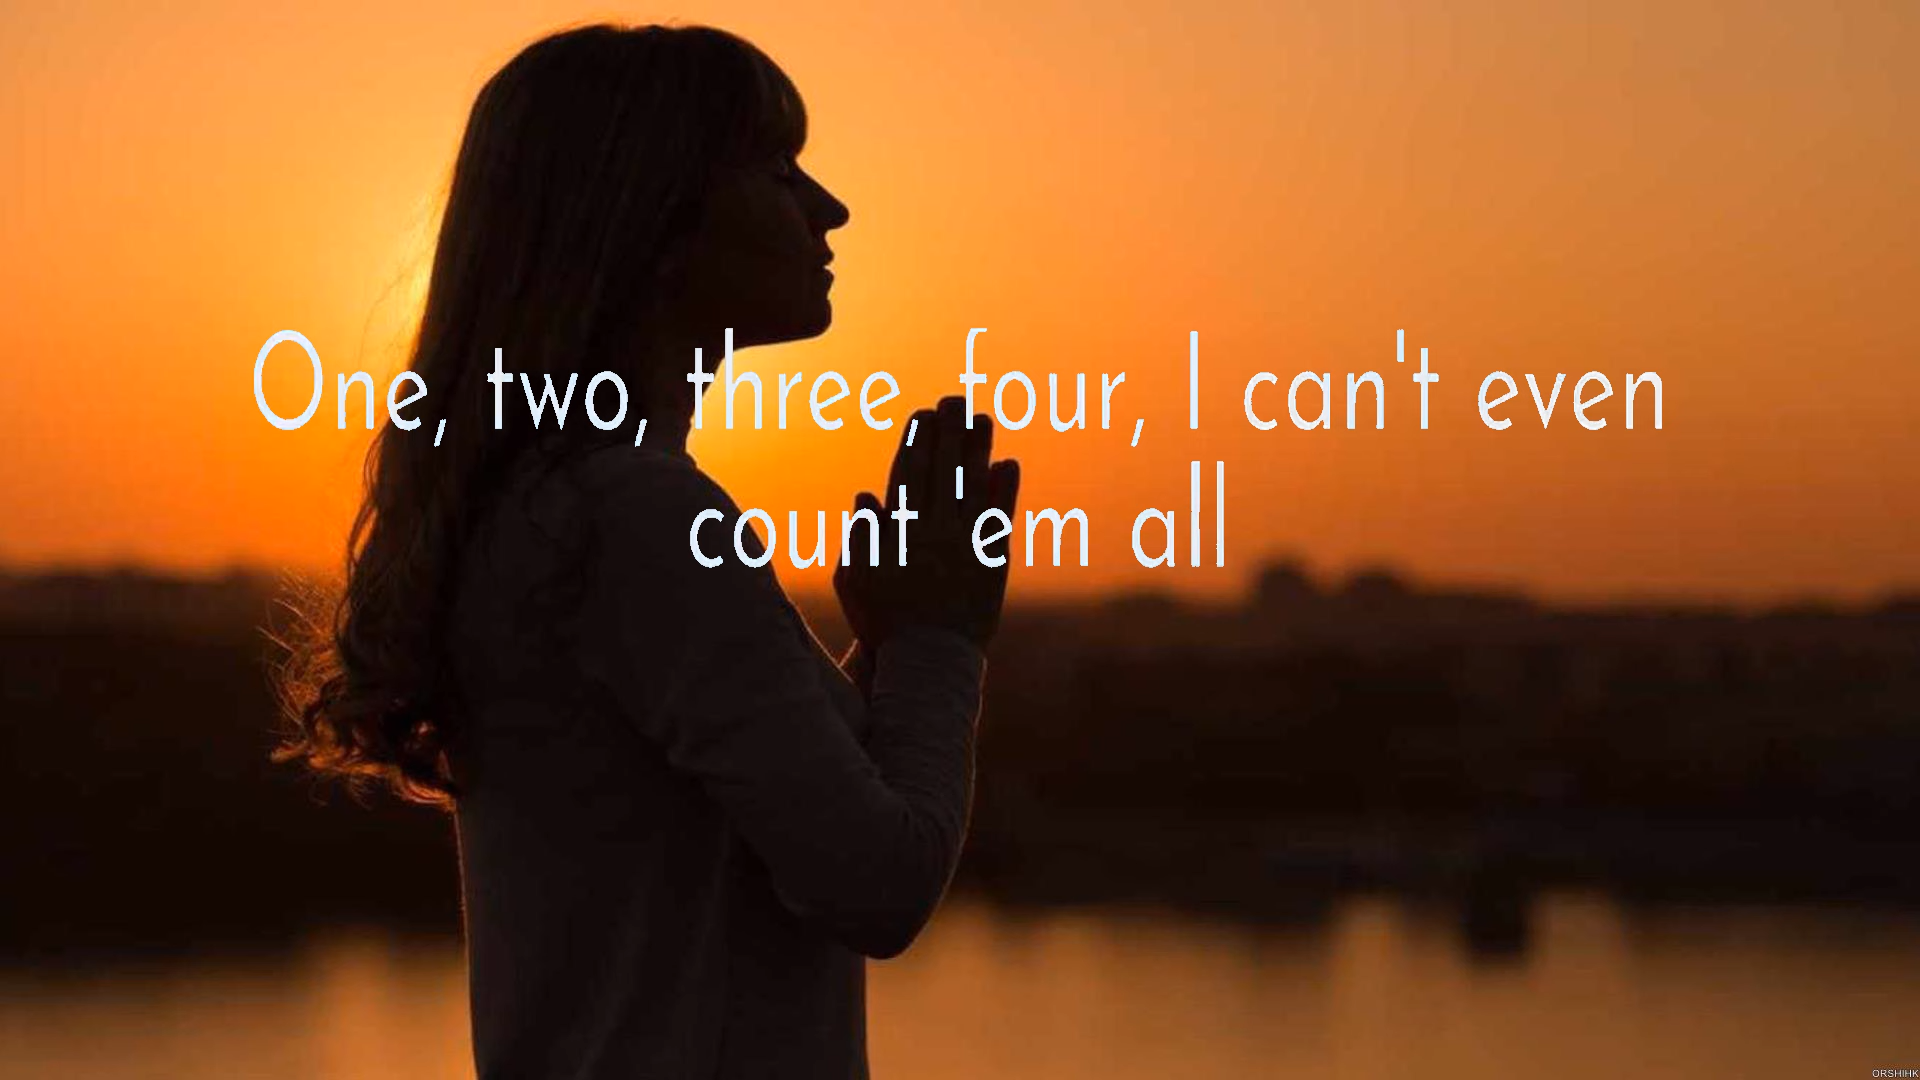 One, two, three, four, I can't even
count 'em all
ORSHIHK